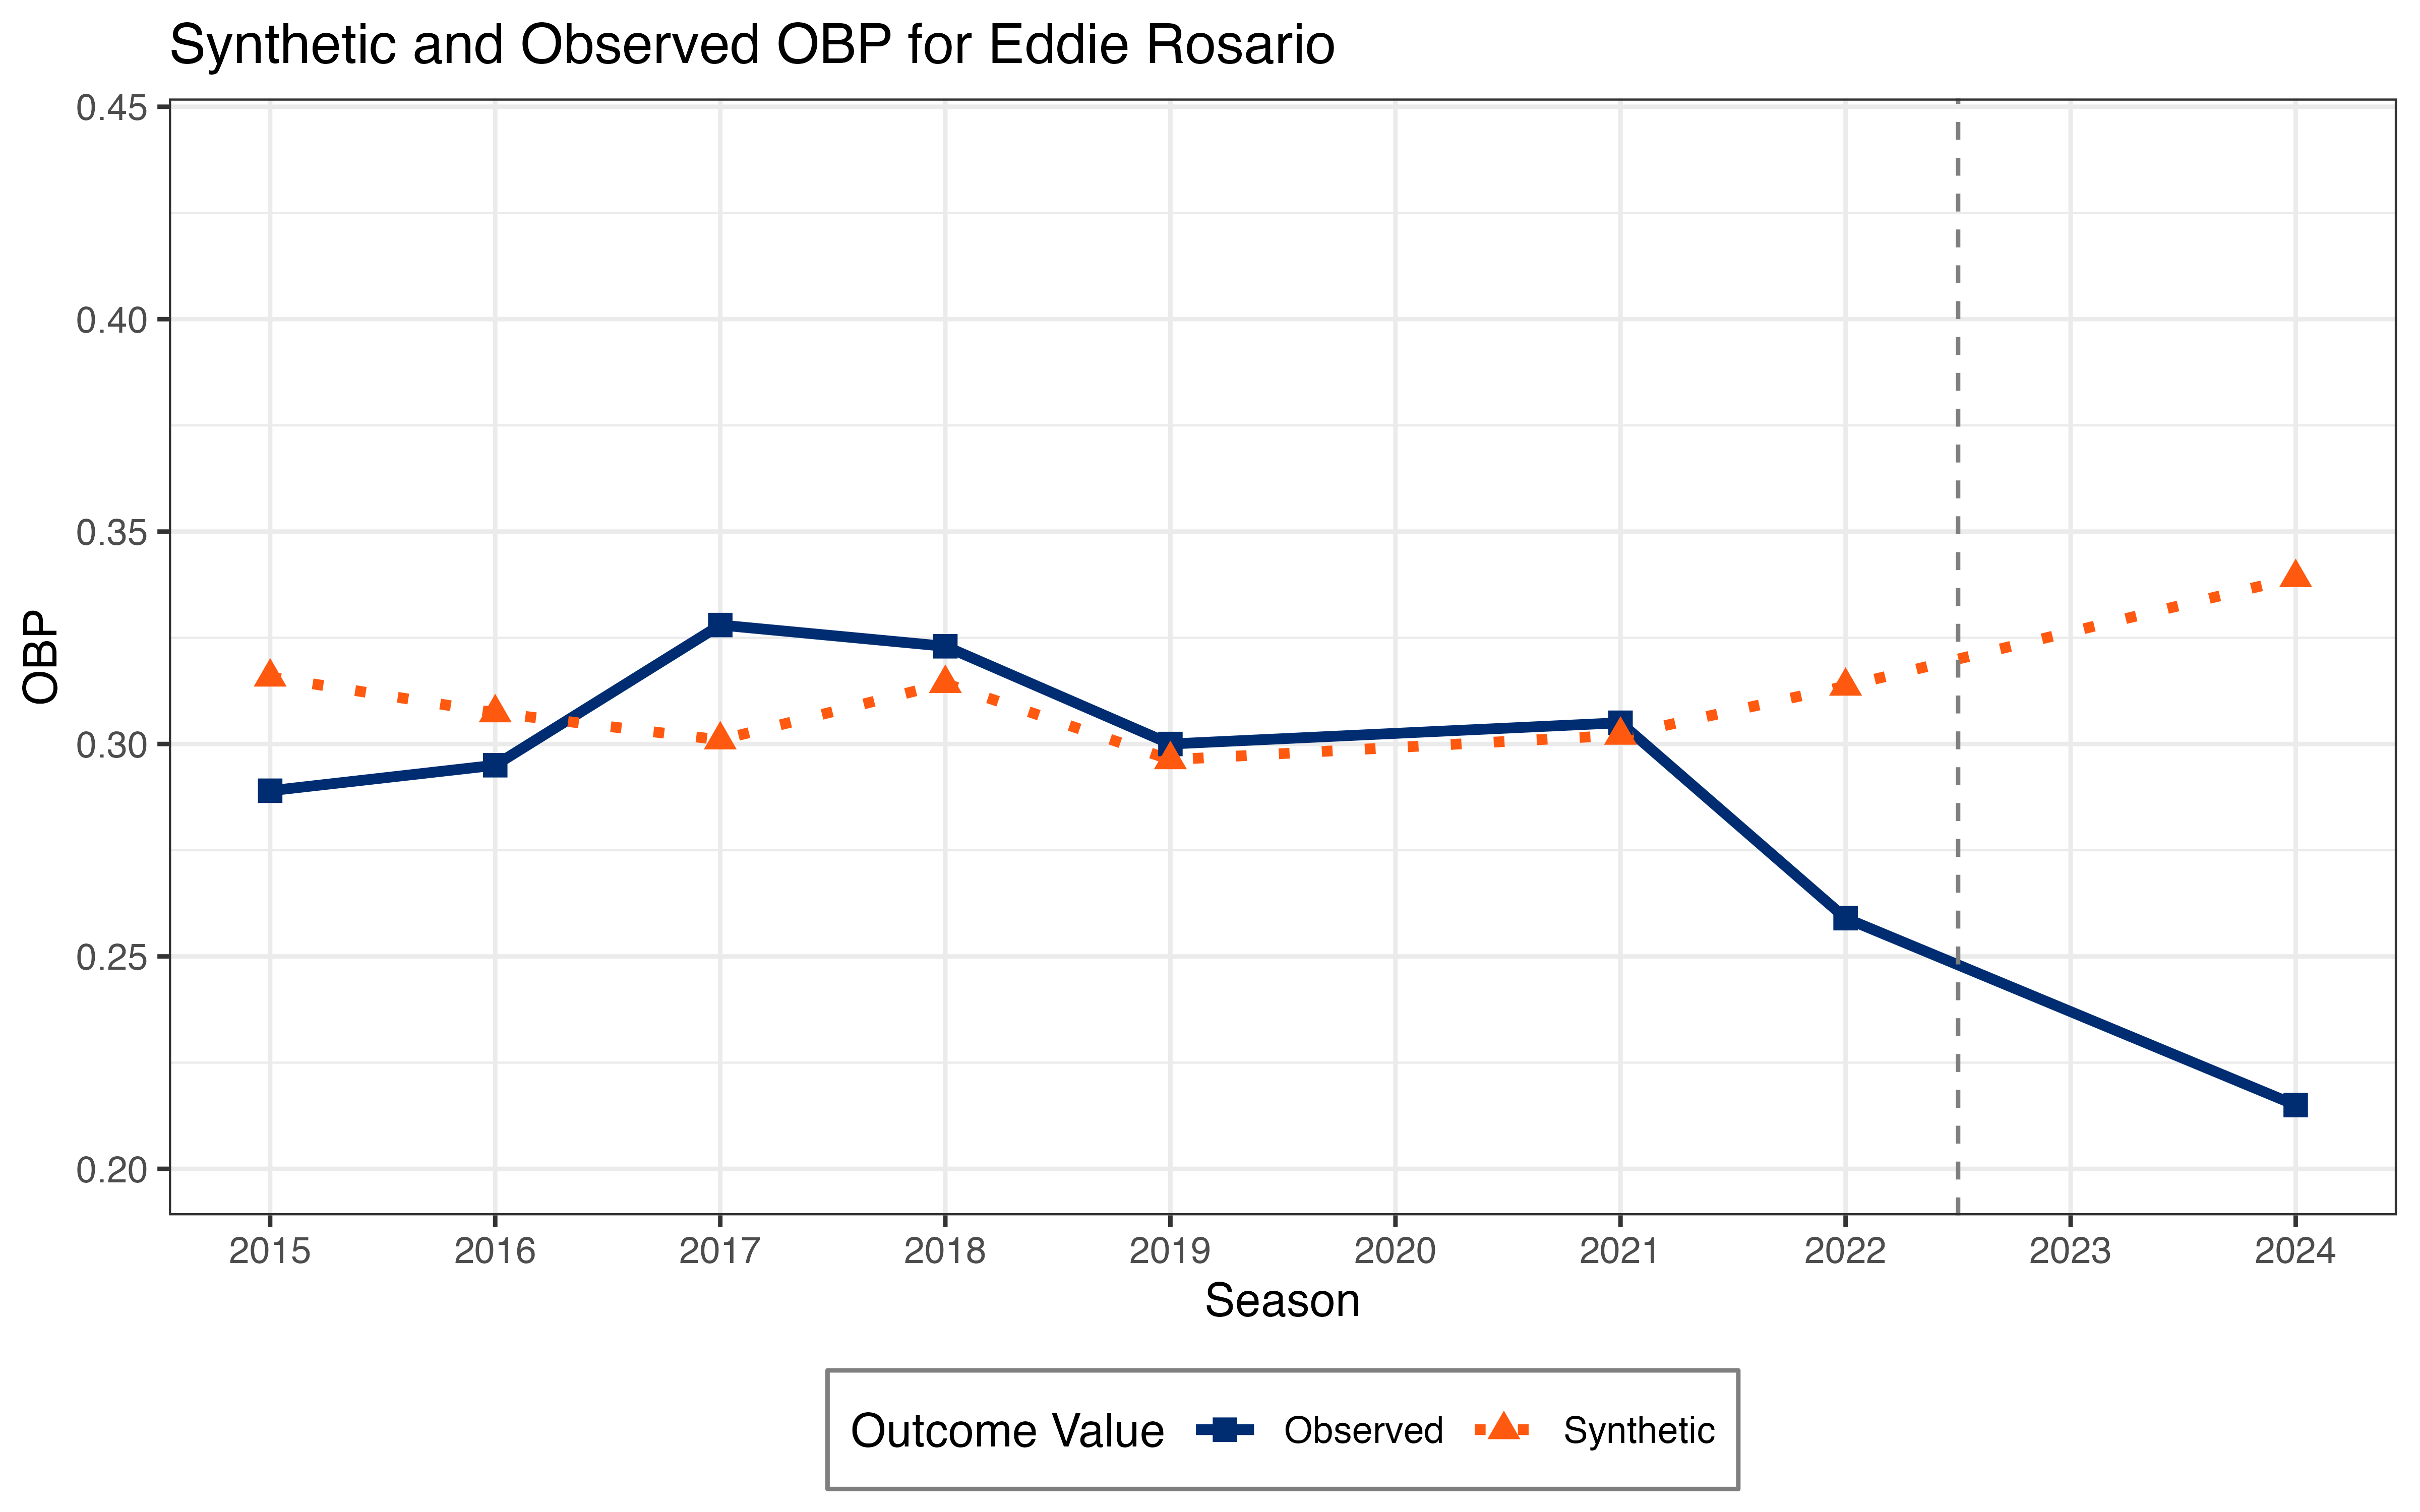 Synthetic and Observed OBP for Eddie Rosario
0.45
0.40
0.35
0.30
0.25
0.20
OBP
2015 2016 2017 2018 2019 2020 2021 2022 2023 2024
Season
Outcome Value Observed Synthetic